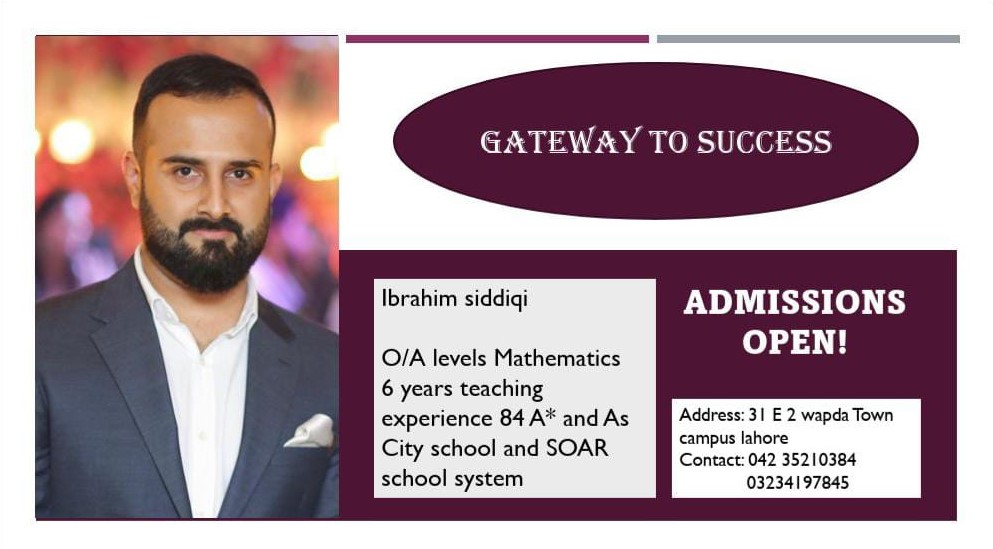 GATEWAY TO SUCCESS
Ibrahim siddiqi
O/A levels Mathematics
6 years teaching
experience 84 A* and As
City school and SOAR
school system
ADMISSIONS
OPEN!
Address: 31 E 2 wapda Town
campus lahore
Contact: 042 35210384
03234197845